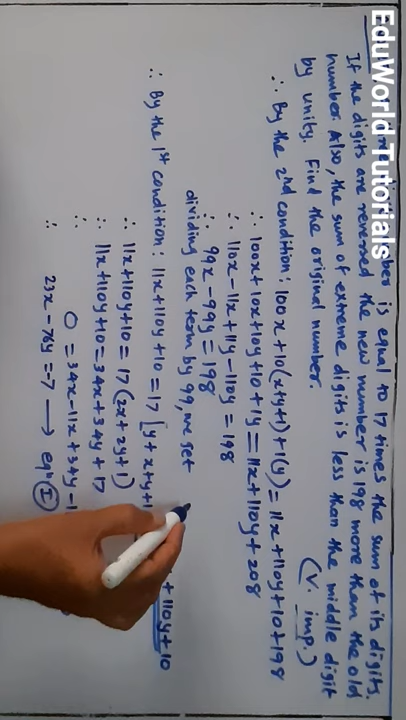 EduWorld Tutorials
is equal to 17 times the sum of its digits.
If the digits are reversed the new number is 198 more than the old
number. Also, the sum of extreme digits is less than the middle digit
by unity. Find the original number. (V. imp.)
∴ By the 2nd condition: 100x+10(x+y+1)+1(y) = 11x+110y+10+198
∴ 100x+10x+10y+10+1y = 11x+110y+208
∴ 110x-11x+11y-110y = 198
∴ 99x-99y = 198
dividing each term by 99, we get
+110y+10
∴ By the 1st condition: 11x+110y+10 = 17[y+x+y+1
∴ 11x+110y+10 = 17(2x+2y+1)
∴ 11x+110y+10 = 34x+34y+17
∴ 0 = 34x-11x+34y-1
∴ 23x-76y = -7 → eqn I